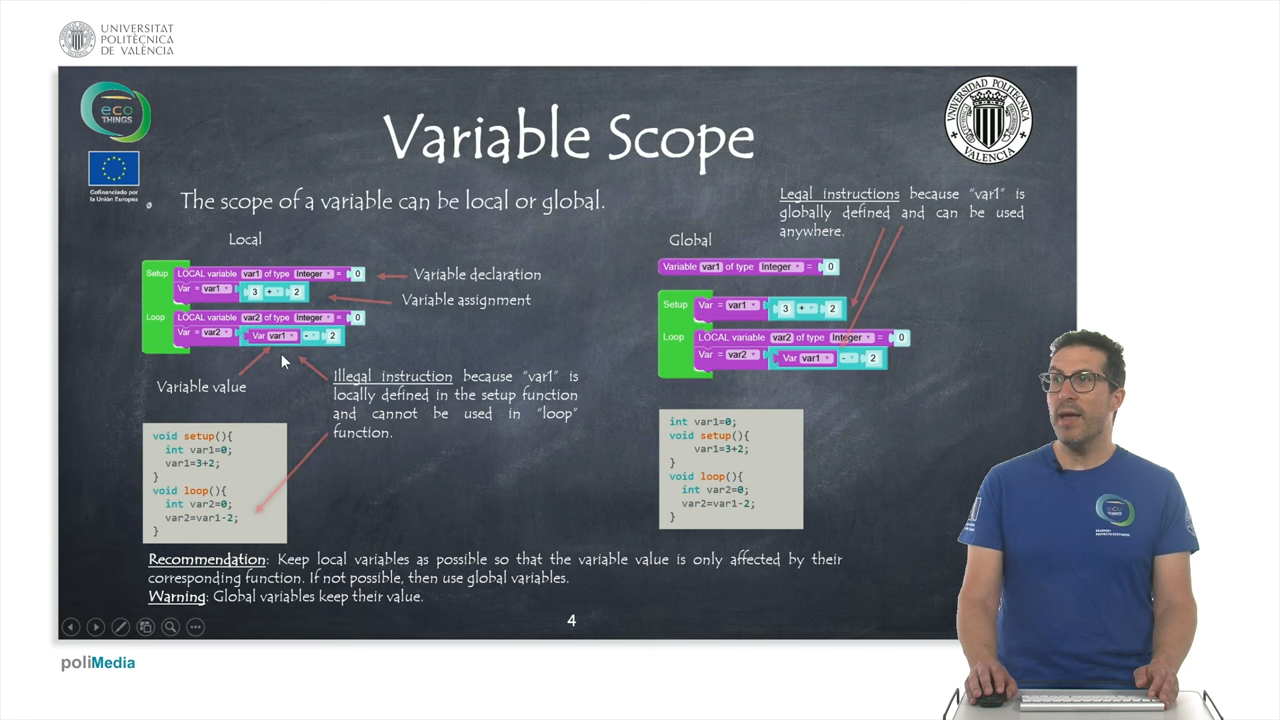 UNIVERSITAT
POLITÈCNICA
DE VALÈNCIA
eco
THINGS
Cofinanciado por
la Unión Europea
Variable Scope
UNIVERSIDAD POLITECNICA
VALENCIA
The scope of a variable can be local or global.
Legal instructions because “var1” is
globally defined and can be used
anywhere.
Local
Setup LOCAL variable var1 of type Integer = 0
Var = var1 3 + 2
Loop LOCAL variable var2 of type Integer = 0
Var = var2 Var var1 - 2
Variable declaration
Variable assignment
Variable value
Illegal instruction because “var1” is
locally defined in the setup function
and cannot be used in “loop”
function.
void setup(){
int var1=0;
var1=3+2;
}
void loop(){
int var2=0;
var2=var1-2;
}
Global
Variable var1 of type Integer = 0
Setup Var = var1 3 + 2
Loop LOCAL variable var2 of type Integer = 0
Var = var2 Var var1 - 2
int var1=0;
void setup(){
var1=3+2;
}
void loop(){
int var2=0;
var2=var1-2;
}
Recommendation: Keep local variables as possible so that the variable value is only affected by their
corresponding function. If not possible, then use global variables.
Warning: Global variables keep their value.
4
poliMedia
eco
THINGS